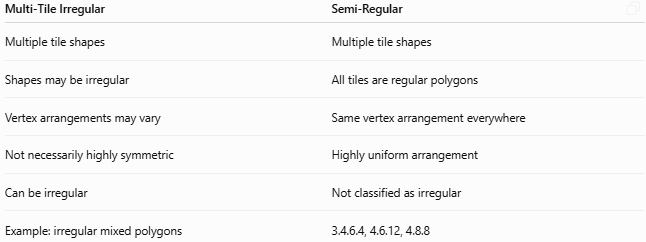 Multi-Tile Irregular Semi-Regular
Multiple tile shapes Multiple tile shapes
Shapes may be irregular All tiles are regular polygons
Vertex arrangements may vary Same vertex arrangement everywhere
Not necessarily highly symmetric Highly uniform arrangement
Can be irregular Not classified as irregular
Example: irregular mixed polygons 3.4.6.4, 4.6.12, 4.8.8